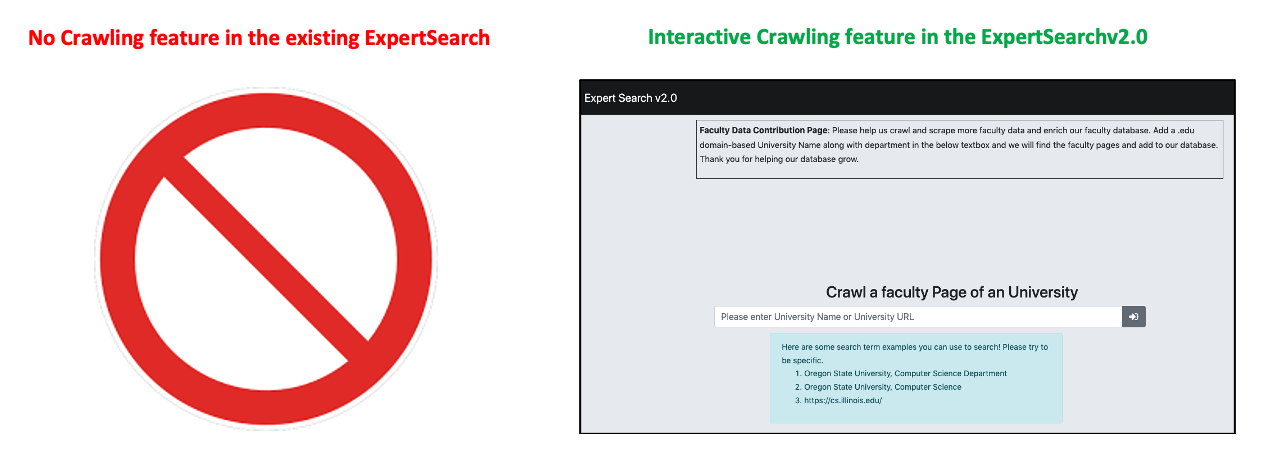 No Crawling feature in the existing ExpertSearch
Interactive Crawling feature in the ExpertSearchv2.0
Expert Search v2.0
Faculty Data Contribution Page: Please help us crawl and scrape more faculty data and enrich our faculty database. Add a .edu
domain-based University Name along with department in the below textbox and we will find the faculty pages and add to our database.
Thank you for helping our database grow.
Crawl a faculty Page of an University
Please enter University Name or University URL
Here are some search term examples you can use to search! Please try to
be specific.
1. Oregon State University, Computer Science Department
2. Oregon State University, Computer Science
3. https://cs.illinois.edu/